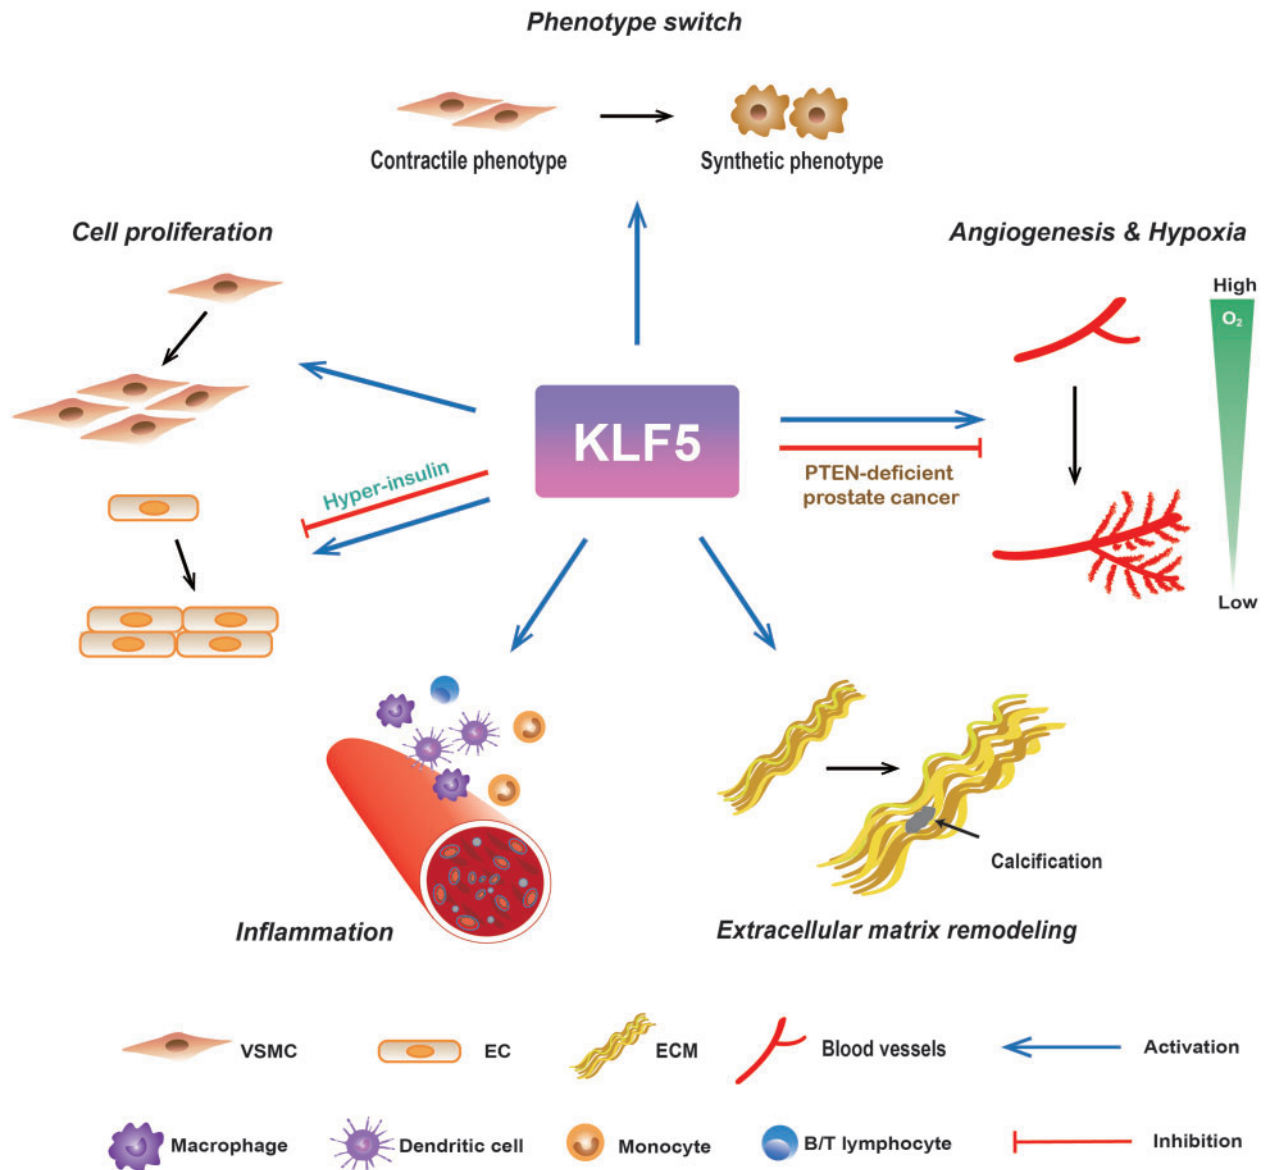 Phenotype switch
Contractile phenotype
Synthetic phenotype
Cell proliferation
Angiogenesis & Hypoxia
High
O₂
KLF5
Hyper-insulin
PTEN-deficient
prostate cancer
Low
Calcification
Inflammation
Extracellular matrix remodeling
VSMC
EC
ECM
Blood vessels
Activation
Macrophage
Dendritic cell
Monocyte
B/T lymphocyte
Inhibition